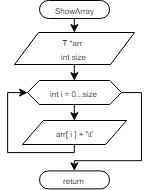 ShowArray
T *arr
int size
int i = 0...size
arr[ i ] + '\t'
return